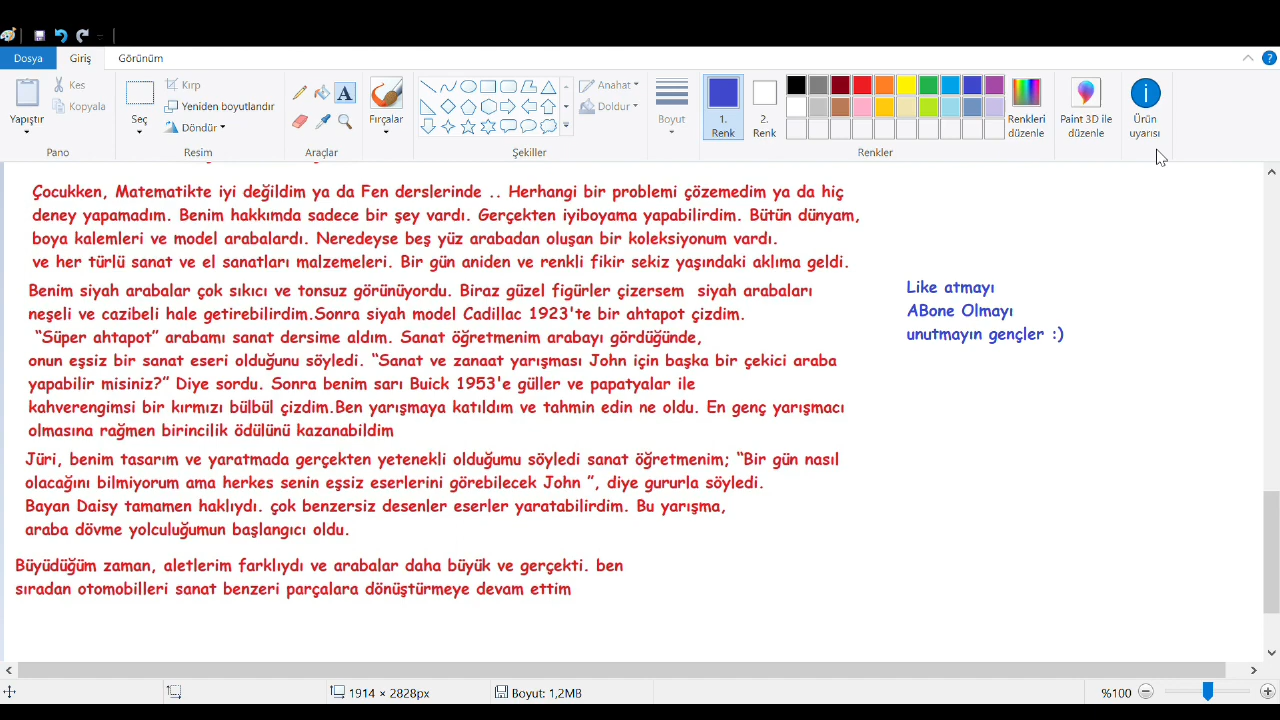 Dosya
Giriş
Görünüm
Yapıştır
Kes
Kopyala
Pano
Seç
Kırp
Yeniden boyutlandır
Döndür
Resim
Araçlar
Fırçalar
Şekiller
Anahat
Doldur
Boyut
1. Renk
2. Renk
Renkleri düzenle
Renkler
Paint 3D ile düzenle
Ürün uyarısı
Çocukken, Matematikte iyi değildim ya da Fen derslerinde .. Herhangi bir problemi çözemedim ya da hiç
deney yapamadım. Benim hakkımda sadece bir şey vardı. Gerçekten iyiboyama yapabilirdim. Bütün dünyam,
boya kalemleri ve model arabalardı. Neredeyse beş yüz arabadan oluşan bir koleksiyonum vardı.
ve her türlü sanat ve el sanatları malzemeleri. Bir gün aniden ve renkli fikir sekiz yaşındaki aklıma geldi.
Benim siyah arabalar çok sıkıcı ve tonsuz görünüyordu. Biraz güzel figürler çizersem siyah arabaları
neşeli ve cazibeli hale getirebilirdim.Sonra siyah model Cadillac 1923'te bir ahtapot çizdim.
“Süper ahtapot” arabamı sanat dersime aldım. Sanat öğretmenim arabayı gördüğünde,
onun eşsiz bir sanat eseri olduğunu söyledi. “Sanat ve zanaat yarışması John için başka bir çekici araba
yapabilir misiniz?” Diye sordu. Sonra benim sarı Buick 1953'e güller ve papatyalar ile
kahverengimsi bir kırmızı bülbül çizdim.Ben yarışmaya katıldım ve tahmin edin ne oldu. En genç yarışmacı
olmasına rağmen birincilik ödülünü kazanabildim
Jüri, benim tasarım ve yaratmada gerçekten yetenekli olduğumu söyledi sanat öğretmenim; “Bir gün nasıl
olacağını bilmiyorum ama herkes senin eşsiz eserlerini görebilecek John ”, diye gururla söyledi.
Bayan Daisy tamamen haklıydı. çok benzersiz desenler eserler yaratabilirdim. Bu yarışma,
araba dövme yolculuğumun başlangıcı oldu.
Büyüdüğüm zaman, aletlerim farklıydı ve arabalar daha büyük ve gerçekti. ben
sıradan otomobilleri sanat benzeri parçalara dönüştürmeye devam ettim
Like atmayı
ABone Olmayı
unutmayın gençler :)
1914 × 2828px
Boyut: 1,2MB
%100